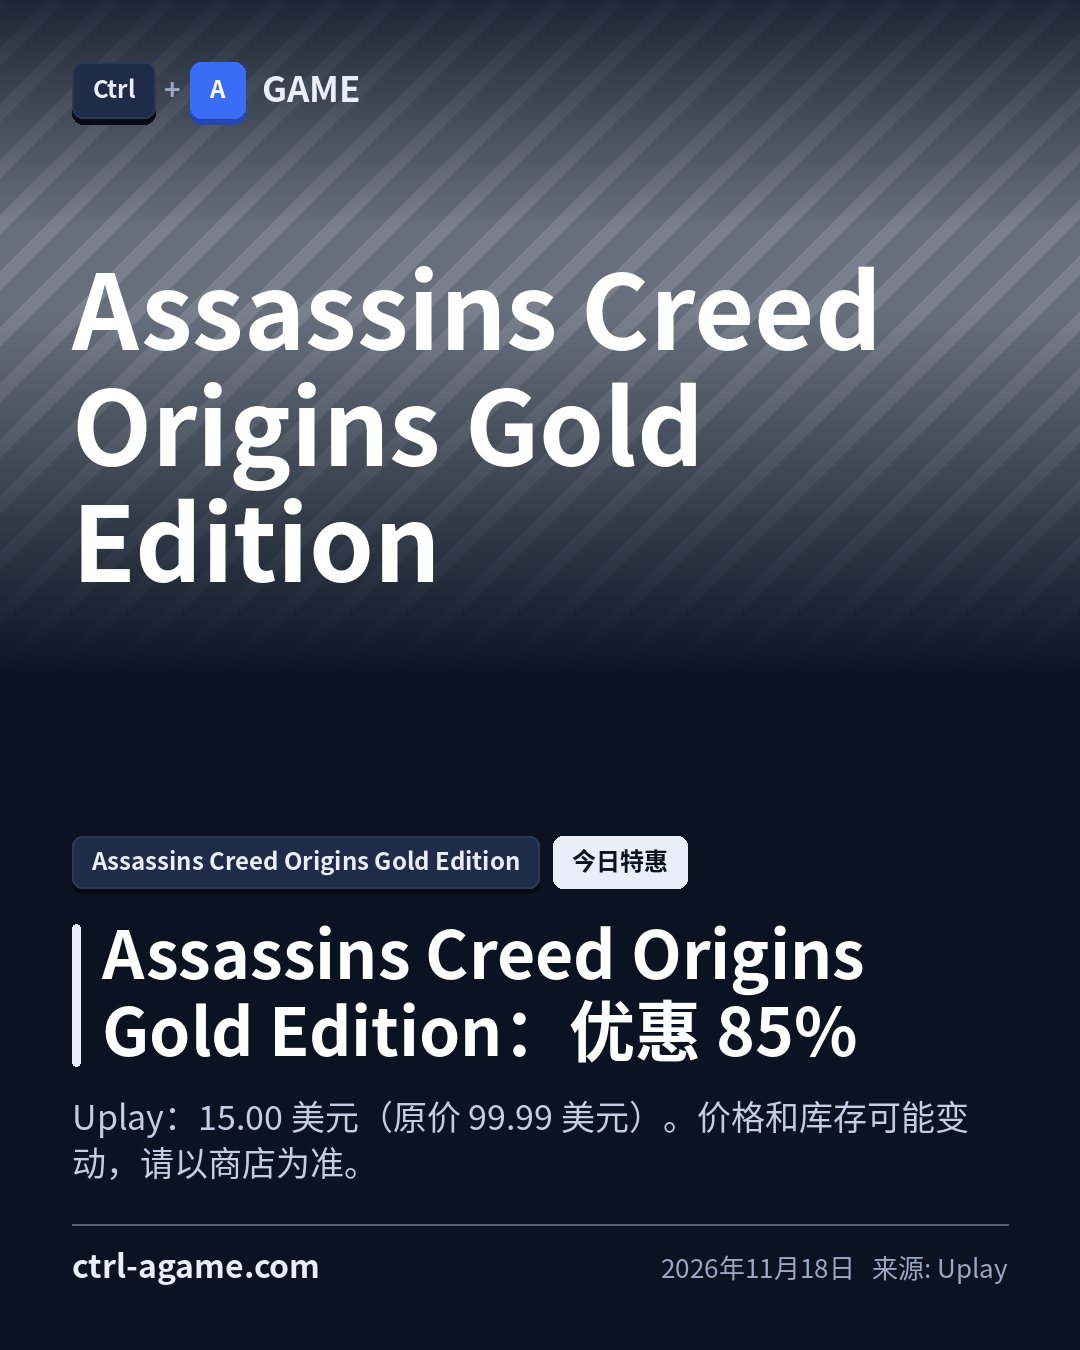 Ctrl + A GAME
Assassins Creed
Origins Gold
Edition
Assassins Creed Origins Gold Edition 今日特惠
Assassins Creed Origins
Gold Edition：优惠 85%
Uplay：15.00 美元（原价 99.99 美元）。价格和库存可能变
动，请以商店为准。
ctrl-agame.com 2026年11月18日 来源: Uplay